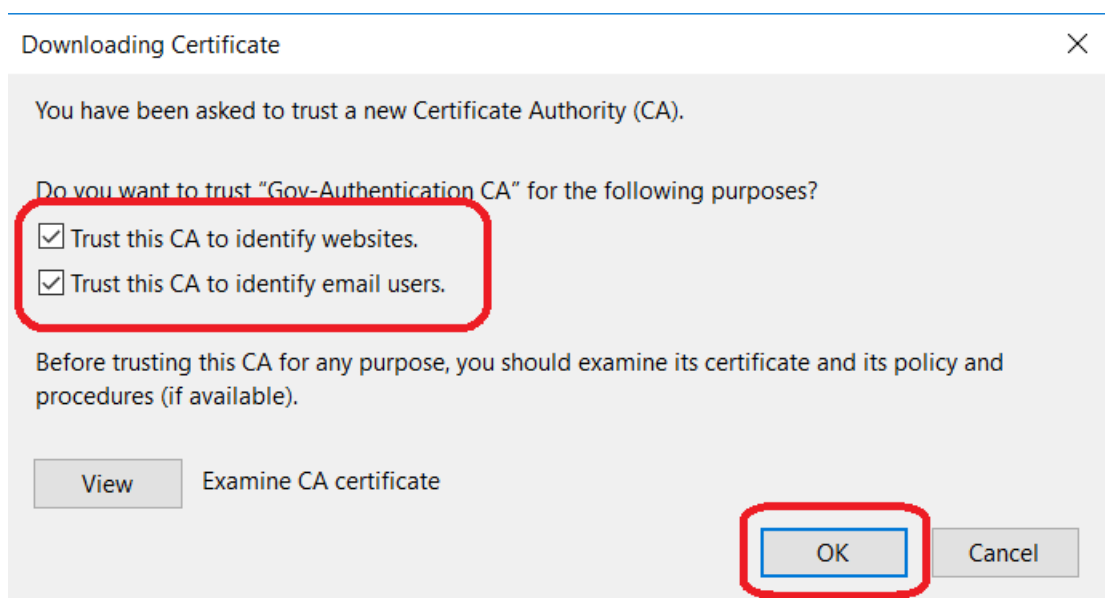 Downloading Certificate
You have been asked to trust a new Certificate Authority (CA).
Do you want to trust “Gov-Authentication CA” for the following purposes?
Trust this CA to identify websites.
Trust this CA to identify email users.
Before trusting this CA for any purpose, you should examine its certificate and its policy and
procedures (if available).
View Examine CA certificate
OK Cancel